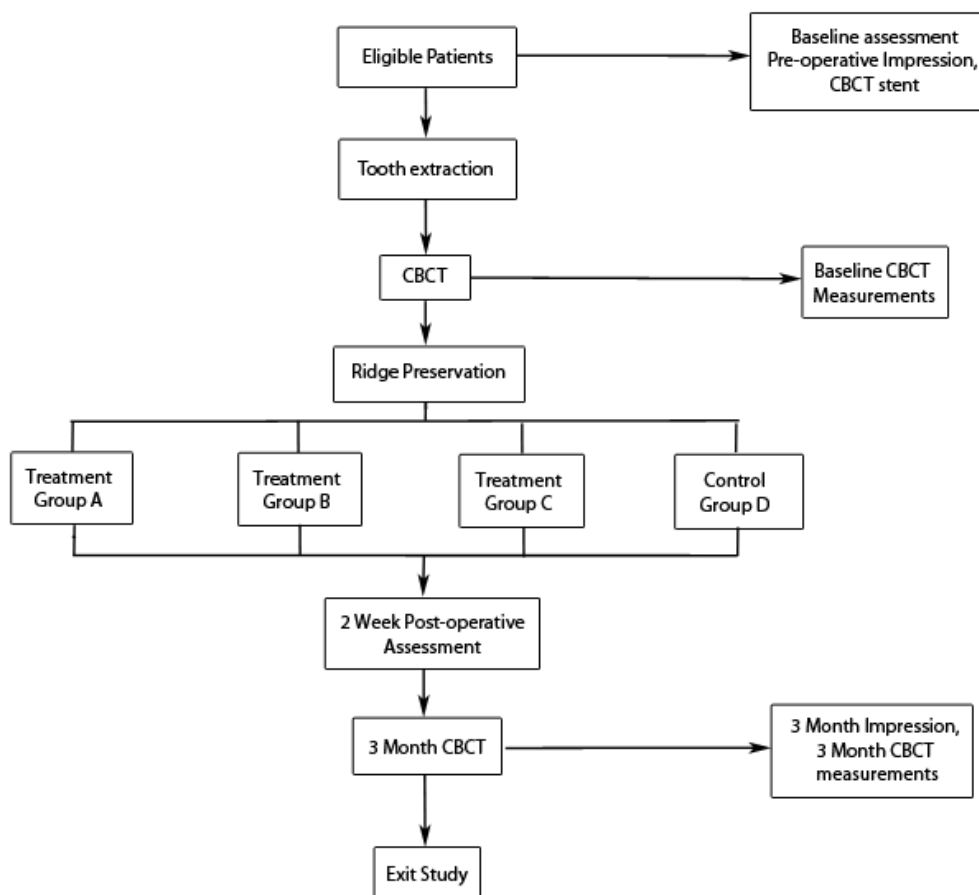 Eligible Patients
Baseline assessment
Pre-operative Impression,
CBCT stent
Tooth extraction
CBCT
Baseline CBCT
Measurements
Ridge Preservation
Treatment
Group A
Treatment
Group B
Treatment
Group C
Control
Group D
2 Week Post-operative
Assessment
3 Month CBCT
3 Month Impression,
3 Month CBCT
measurements
Exit Study